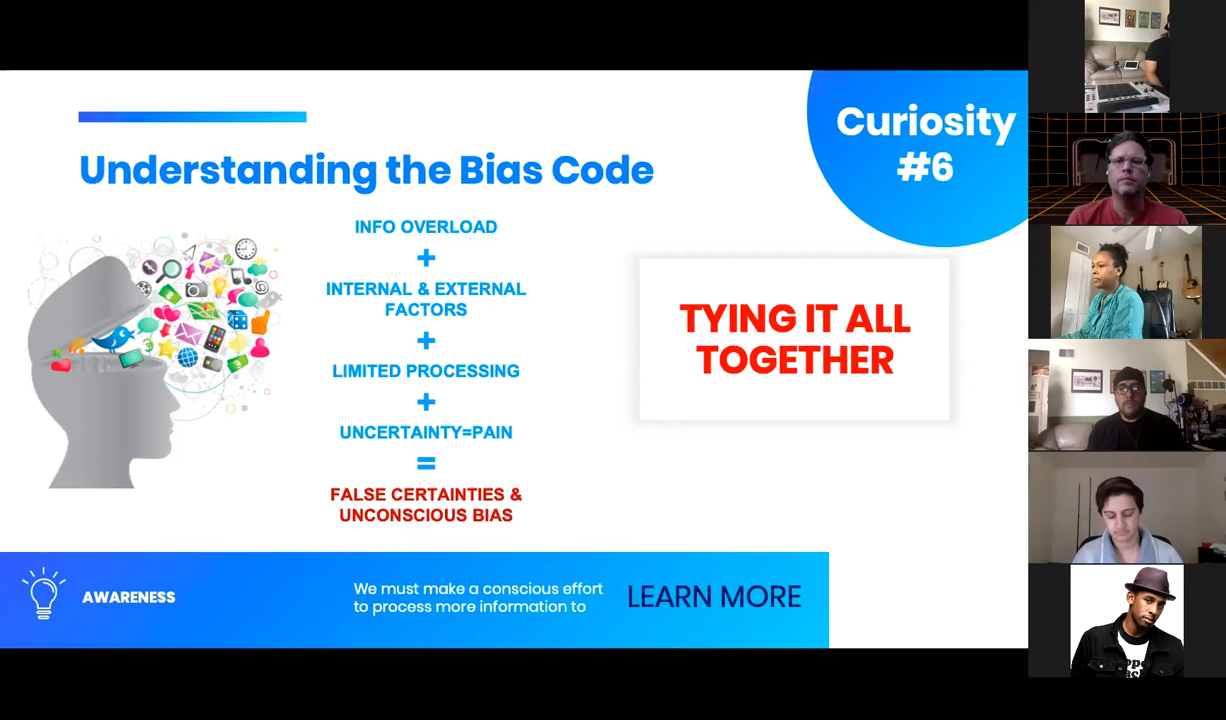 Curiosity
#6
Understanding the Bias Code
INFO OVERLOAD
+
INTERNAL & EXTERNAL
FACTORS
+
LIMITED PROCESSING
+
UNCERTAINTY=PAIN
=
FALSE CERTAINTIES &
UNCONSCIOUS BIAS
TYING IT ALL
TOGETHER
AWARENESS
We must make a conscious effort
to process more information to
LEARN MORE